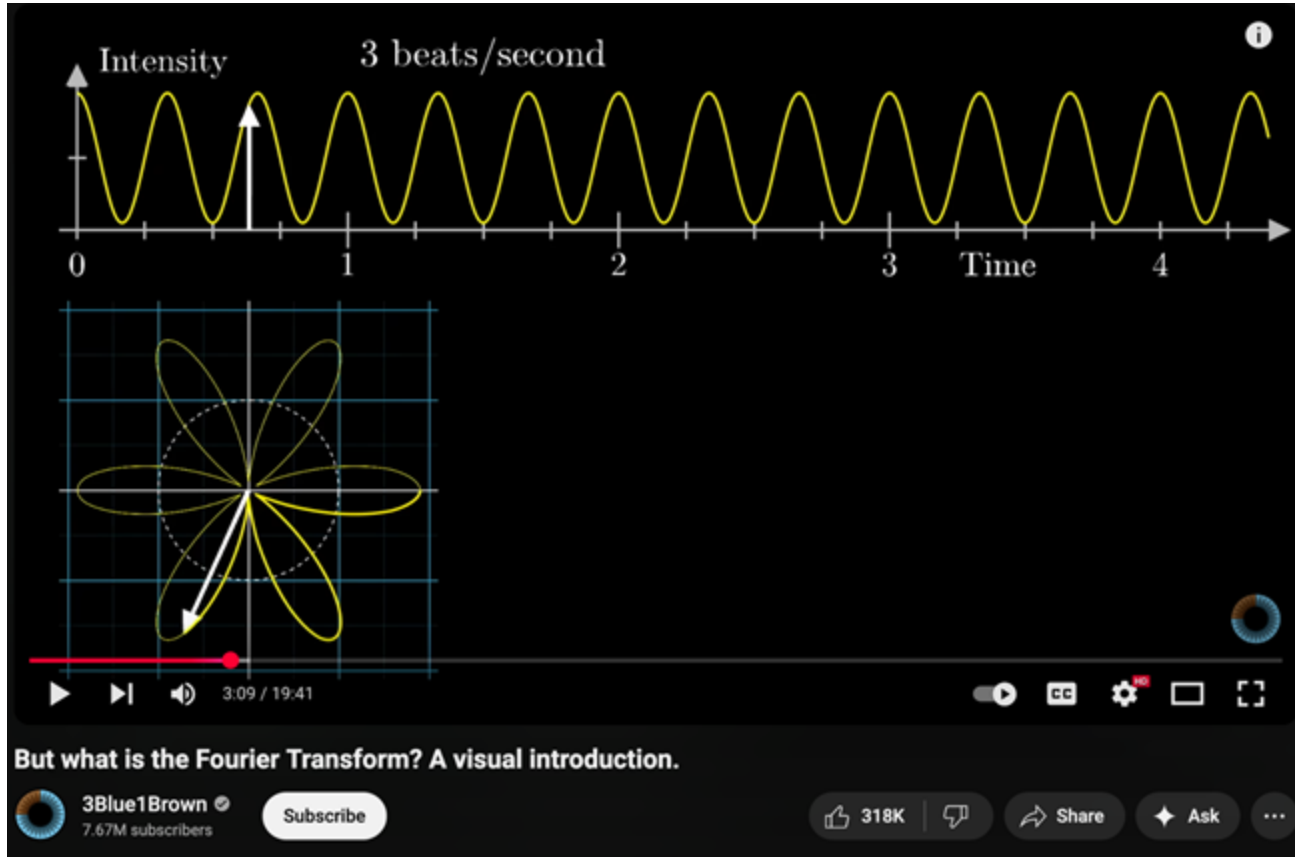 Intensity
3 beats/second
0 1 2 3 Time 4
3:09 / 19:41
CC
HD
But what is the Fourier Transform? A visual introduction.
3Blue1Brown
7.67M subscribers
Subscribe
318K
Share
Ask